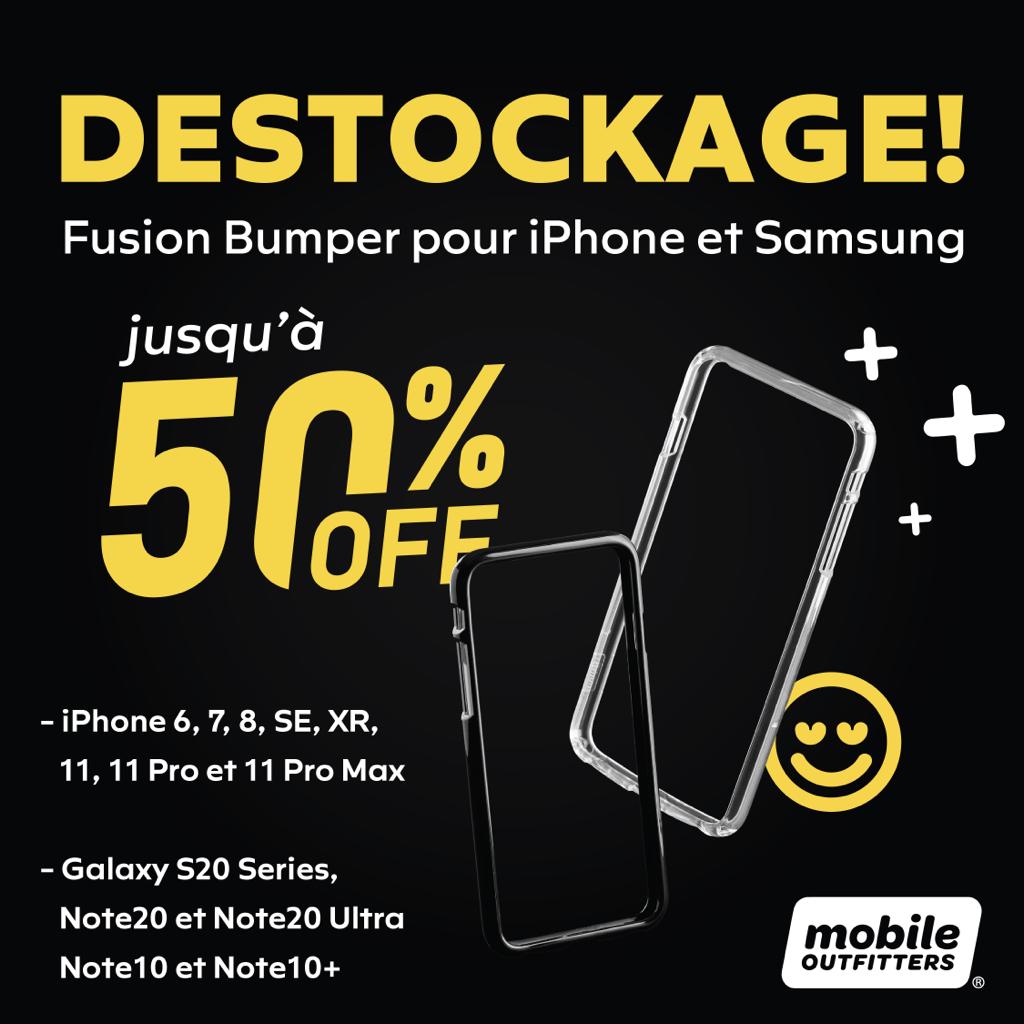 DESTOCKAGE!
Fusion Bumper pour iPhone et Samsung
jusqu'à
50%
OFF
- iPhone 6, 7, 8, SE, XR,
11, 11 Pro et 11 Pro Max
- Galaxy S20 Series,
Note20 et Note20 Ultra
Note10 et Note10+
mobile
OUTFITTERS
®